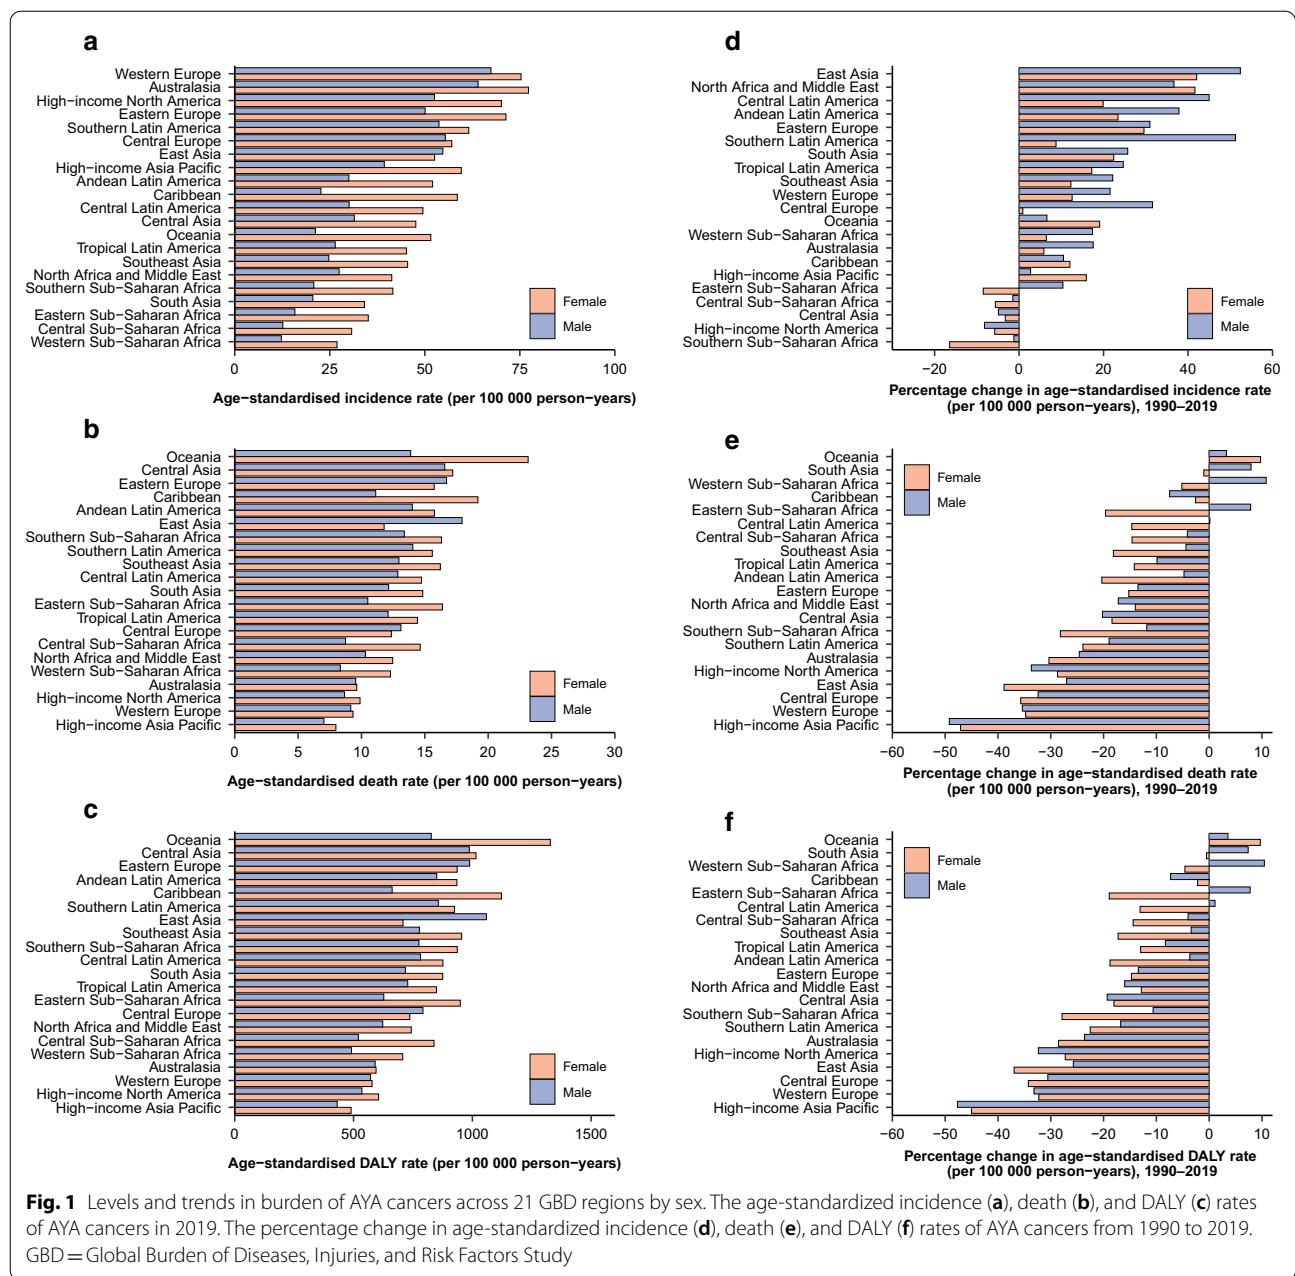 a
Western Europe
Australasia
High−income North America
Eastern Europe
Southern Latin America
Central Europe
East Asia
High−income Asia Pacific
Andean Latin America
Caribbean
Central Latin America
Central Asia
Oceania
Tropical Latin America
Southeast Asia
North Africa and Middle East
Southern Sub−Saharan Africa
South Asia
Eastern Sub−Saharan Africa
Central Sub−Saharan Africa
Western Sub−Saharan Africa
Female
Male
0 25 50 75 100
Age−standardised incidence rate (per 100 000 person−years)
d
East Asia
North Africa and Middle East
Central Latin America
Andean Latin America
Eastern Europe
Southern Latin America
South Asia
Tropical Latin America
Southeast Asia
Western Europe
Central Europe
Oceania
Western Sub−Saharan Africa
Australasia
Caribbean
High−income Asia Pacific
Eastern Sub−Saharan Africa
Central Sub−Saharan Africa
Central Asia
High−income North America
Southern Sub−Saharan Africa
Female
Male
−20 0 20 40 60
Percentage change in age−standardised incidence rate
(per 100 000 person−years), 1990–2019
b
Oceania
Central Asia
Eastern Europe
Caribbean
Andean Latin America
East Asia
Southern Sub−Saharan Africa
Southern Latin America
Southeast Asia
Central Latin America
South Asia
Eastern Sub−Saharan Africa
Tropical Latin America
Central Europe
Central Sub−Saharan Africa
North Africa and Middle East
Western Sub−Saharan Africa
Australasia
High−income North America
Western Europe
High−income Asia Pacific
Female
Male
0 5 10 15 20 25 30
Age−standardised death rate (per 100 000 person−years)
e
Oceania
South Asia
Western Sub−Saharan Africa
Caribbean
Eastern Sub−Saharan Africa
Central Latin America
Central Sub−Saharan Africa
Southeast Asia
Tropical Latin America
Andean Latin America
Eastern Europe
North Africa and Middle East
Central Asia
Southern Sub−Saharan Africa
Southern Latin America
Australasia
High−income North America
East Asia
Central Europe
Western Europe
High−income Asia Pacific
Female
Male
−60 −50 −40 −30 −20 −10 0 10
Percentage change in age−standardised death rate
(per 100 000 person−years), 1990–2019
c
Oceania
Central Asia
Eastern Europe
Andean Latin America
Caribbean
Southern Latin America
East Asia
Southeast Asia
Southern Sub−Saharan Africa
Central Latin America
South Asia
Tropical Latin America
Eastern Sub−Saharan Africa
Central Europe
North Africa and Middle East
Central Sub−Saharan Africa
Western Sub−Saharan Africa
Australasia
Western Europe
High−income North America
High−income Asia Pacific
Female
Male
0 500 1000 1500
Age−standardised DALY rate (per 100 000 person−years)
f
Oceania
South Asia
Western Sub−Saharan Africa
Caribbean
Eastern Sub−Saharan Africa
Central Latin America
Central Sub−Saharan Africa
Southeast Asia
Tropical Latin America
Andean Latin America
Eastern Europe
North Africa and Middle East
Central Asia
Southern Sub−Saharan Africa
Southern Latin America
Australasia
High−income North America
East Asia
Central Europe
Western Europe
High−income Asia Pacific
Female
Male
−60 −50 −40 −30 −20 −10 0 10
Percentage change in age−standardised DALY rate
(per 100 000 person−years), 1990–2019
Fig. 1 Levels and trends in burden of AYA cancers across 21 GBD regions by sex. The age-standardized incidence (a), death (b), and DALY (c) rates
of AYA cancers in 2019. The percentage change in age-standardized incidence (d), death (e), and DALY (f) rates of AYA cancers from 1990 to 2019.
GBD = Global Burden of Diseases, Injuries, and Risk Factors Study